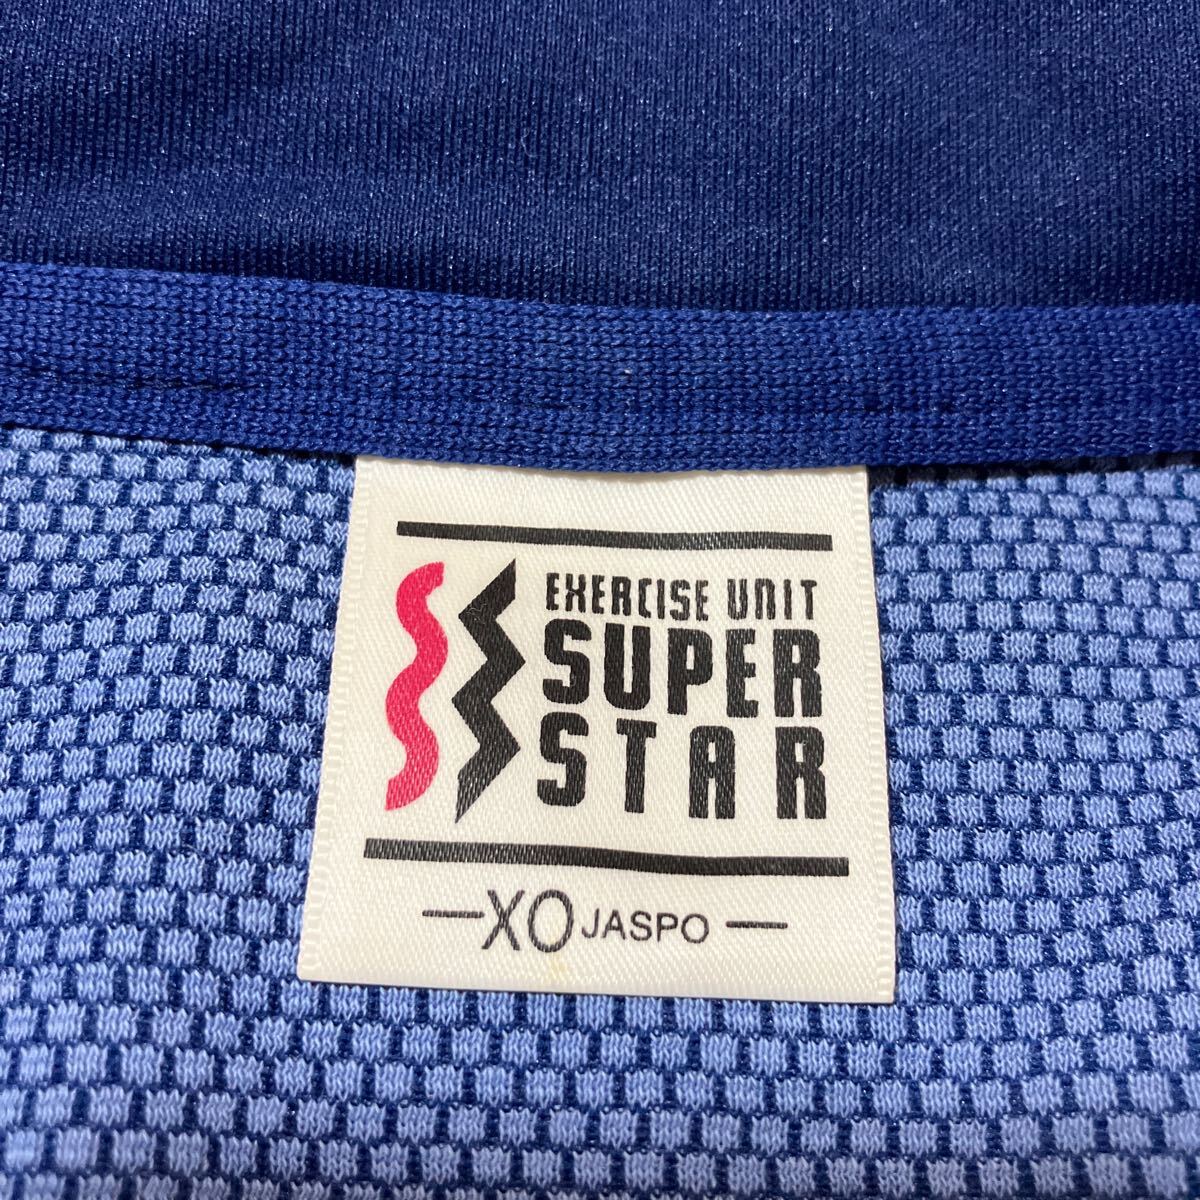 EXERCISE UNIT
SUPER
STAR
XO JASPO